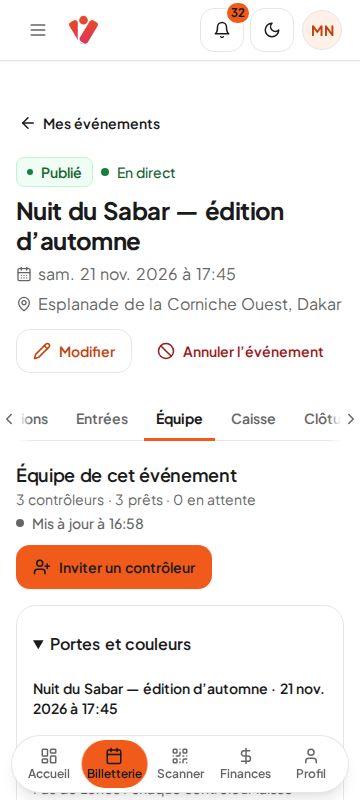 32
MN
Mes événements
Publié
En direct
Nuit du Sabar — édition
d’automne
sam. 21 nov. 2026 à 17:45
Esplanade de la Corniche Ouest, Dakar
Modifier
Annuler l’événement
ions Entrées Équipe Caisse Clôtu
Équipe de cet événement
3 contrôleurs · 3 prêts · 0 en attente
Mis à jour à 16:58
Inviter un contrôleur
Portes et couleurs
Nuit du Sabar — édition d’automne · 21 nov.
2026 à 17:45
Accueil Billetterie Scanner Finances Profil